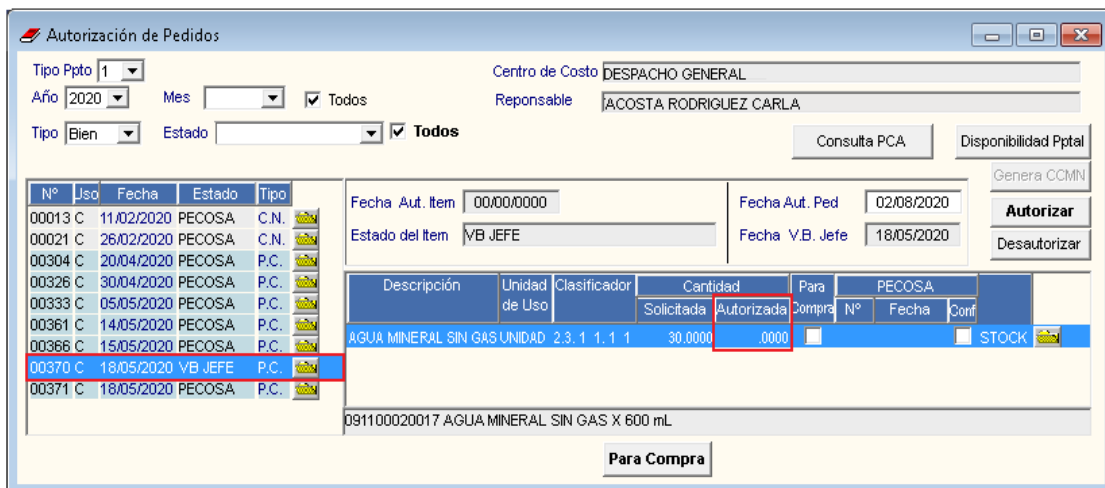 Autorización de Pedidos
Tipo Ppto 1
Centro de Costo DESPACHO GENERAL
Año 2020 Mes Todos
Reponsable ACOSTA RODRIGUEZ CARLA
Tipo Bien Estado Todos
Consulta PCA Disponibilidad Pptal
Genera CCMN
Autorizar
Desautorizar
Nº Uso Fecha Estado Tipo
00013 C 11/02/2020 PECOSA C.N.
00021 C 26/02/2020 PECOSA C.N.
00304 C 20/04/2020 PECOSA P.C.
00326 C 30/04/2020 PECOSA P.C.
00333 C 05/05/2020 PECOSA P.C.
00361 C 14/05/2020 PECOSA P.C.
00366 C 15/05/2020 PECOSA P.C.
00370 C 18/05/2020 VB JEFE P.C.
00371 C 18/05/2020 PECOSA P.C.
Fecha Aut. Item 00/00/0000
Fecha Aut. Ped 02/08/2020
Estado del Item VB JEFE
Fecha V.B. Jefe 18/05/2020
Descripción Unidad Clasificador Cantidad Para PECOSA
de Uso Solicitada Autorizada Compra Nº Fecha Conf
AGUA MINERAL SIN GAS UNIDAD 2.3. 1 1. 1 1 30.0000 .0000 STOCK
091100020017 AGUA MINERAL SIN GAS X 600 mL
Para Compra